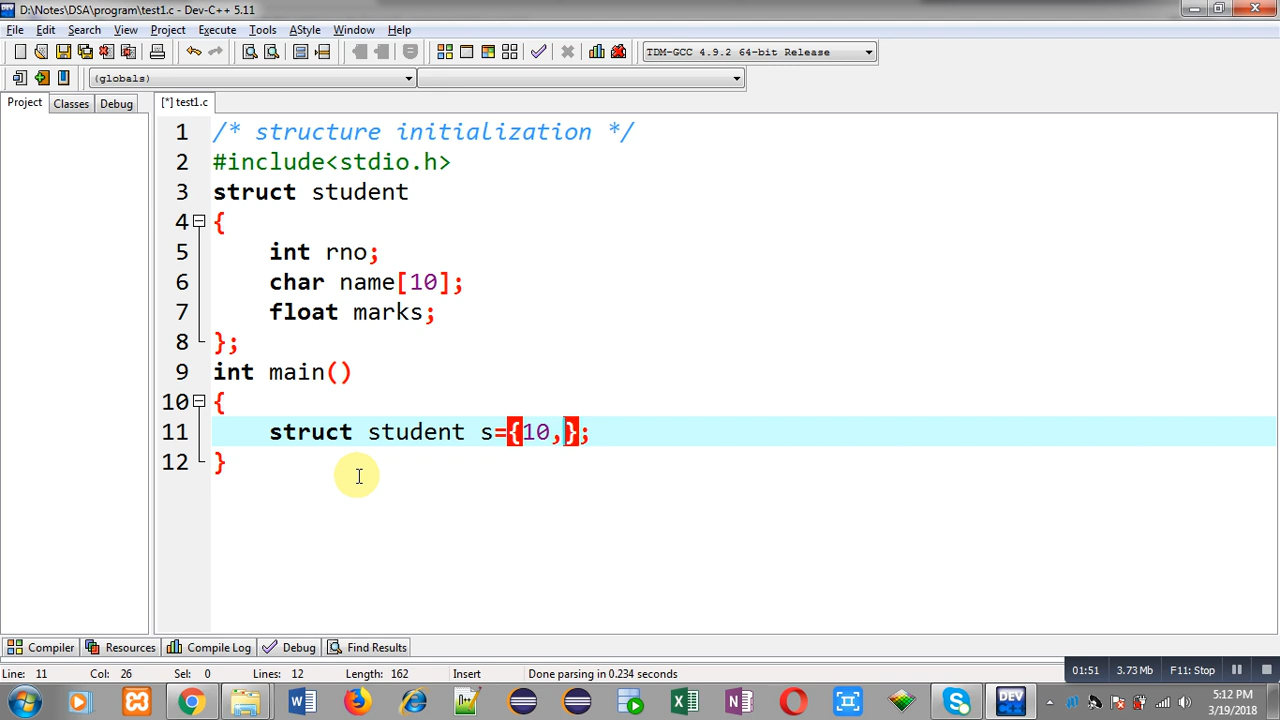 D:\Notes\DSA\program\test1.c - Dev-C++ 5.11
File Edit Search View Project Execute Tools AStyle Window Help
TDM-GCC 4.9.2 64-bit Release
(globals)
Project Classes Debug [*] test1.c
1 /* structure initialization */
2 #include<stdio.h>
3 struct student
4 {
5 int rno;
6 char name[10];
7 float marks;
8 };
9 int main()
10 {
11 struct student s={10,};
12 }
Compiler Resources Compile Log Debug Find Results
Line: 11 Col: 26 Sel: 0 Lines: 12 Length: 162 Insert Done parsing in 0.234 seconds
01:51 3.73 Mb F11: Stop
5:12 PM
3/19/2018